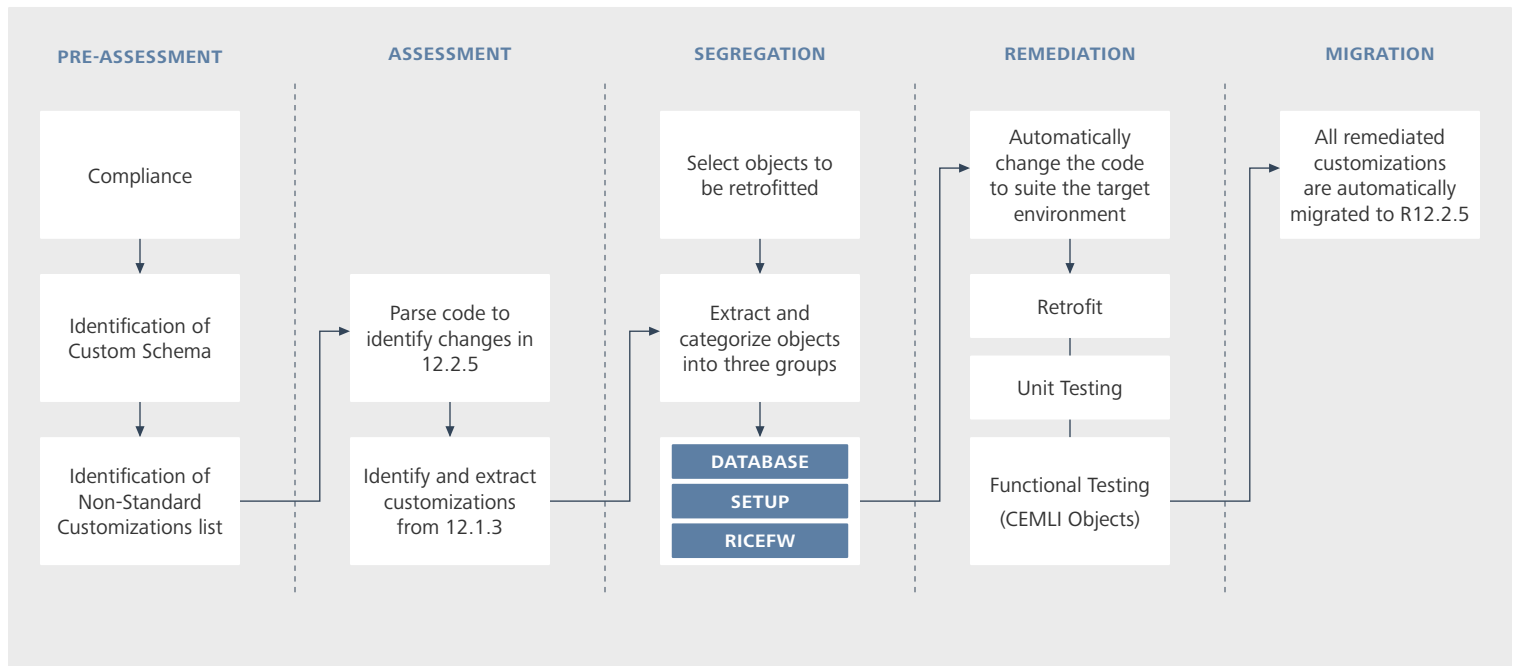 PRE-ASSESSMENT
Compliance
Identification of
Custom Schema
Identification of
Non-Standard
Customizations list
ASSESSMENT
Parse code to
identify changes in
12.2.5
Identify and extract
customizations
from 12.1.3
SEGREGATION
Select objects to
be retrofitted
Extract and
categorize objects
into three groups
DATABASE
SETUP
RICEFW
REMEDIATION
Automatically
change the code
to suite the target
environment
Retrofit
Unit Testing
Functional Testing
(CEMLI Objects)
MIGRATION
All remediated
customizations
are automatically
migrated to R12.2.5